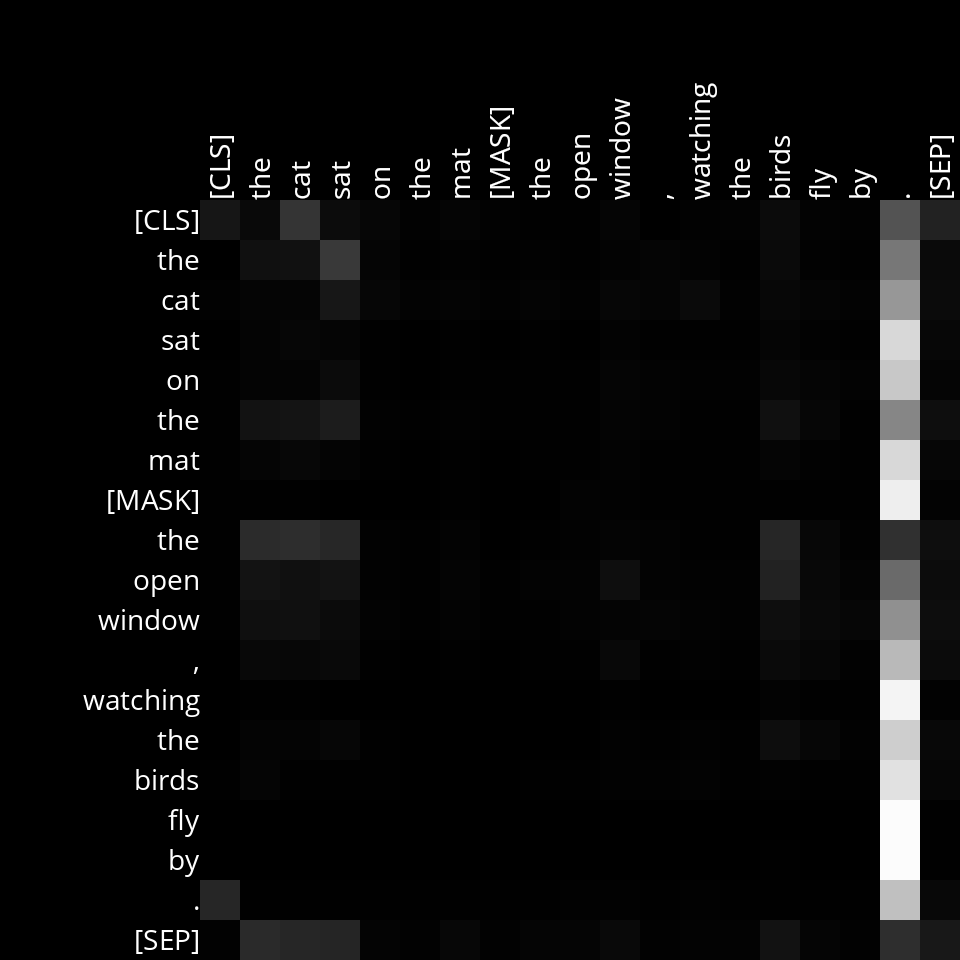 [CLS] the cat sat on the mat [MASK] the open window , watching the birds fly by . [SEP]
[CLS]
the
cat
sat
on
the
mat
[MASK]
the
open
window
,
watching
the
birds
fly
by
.
[SEP]